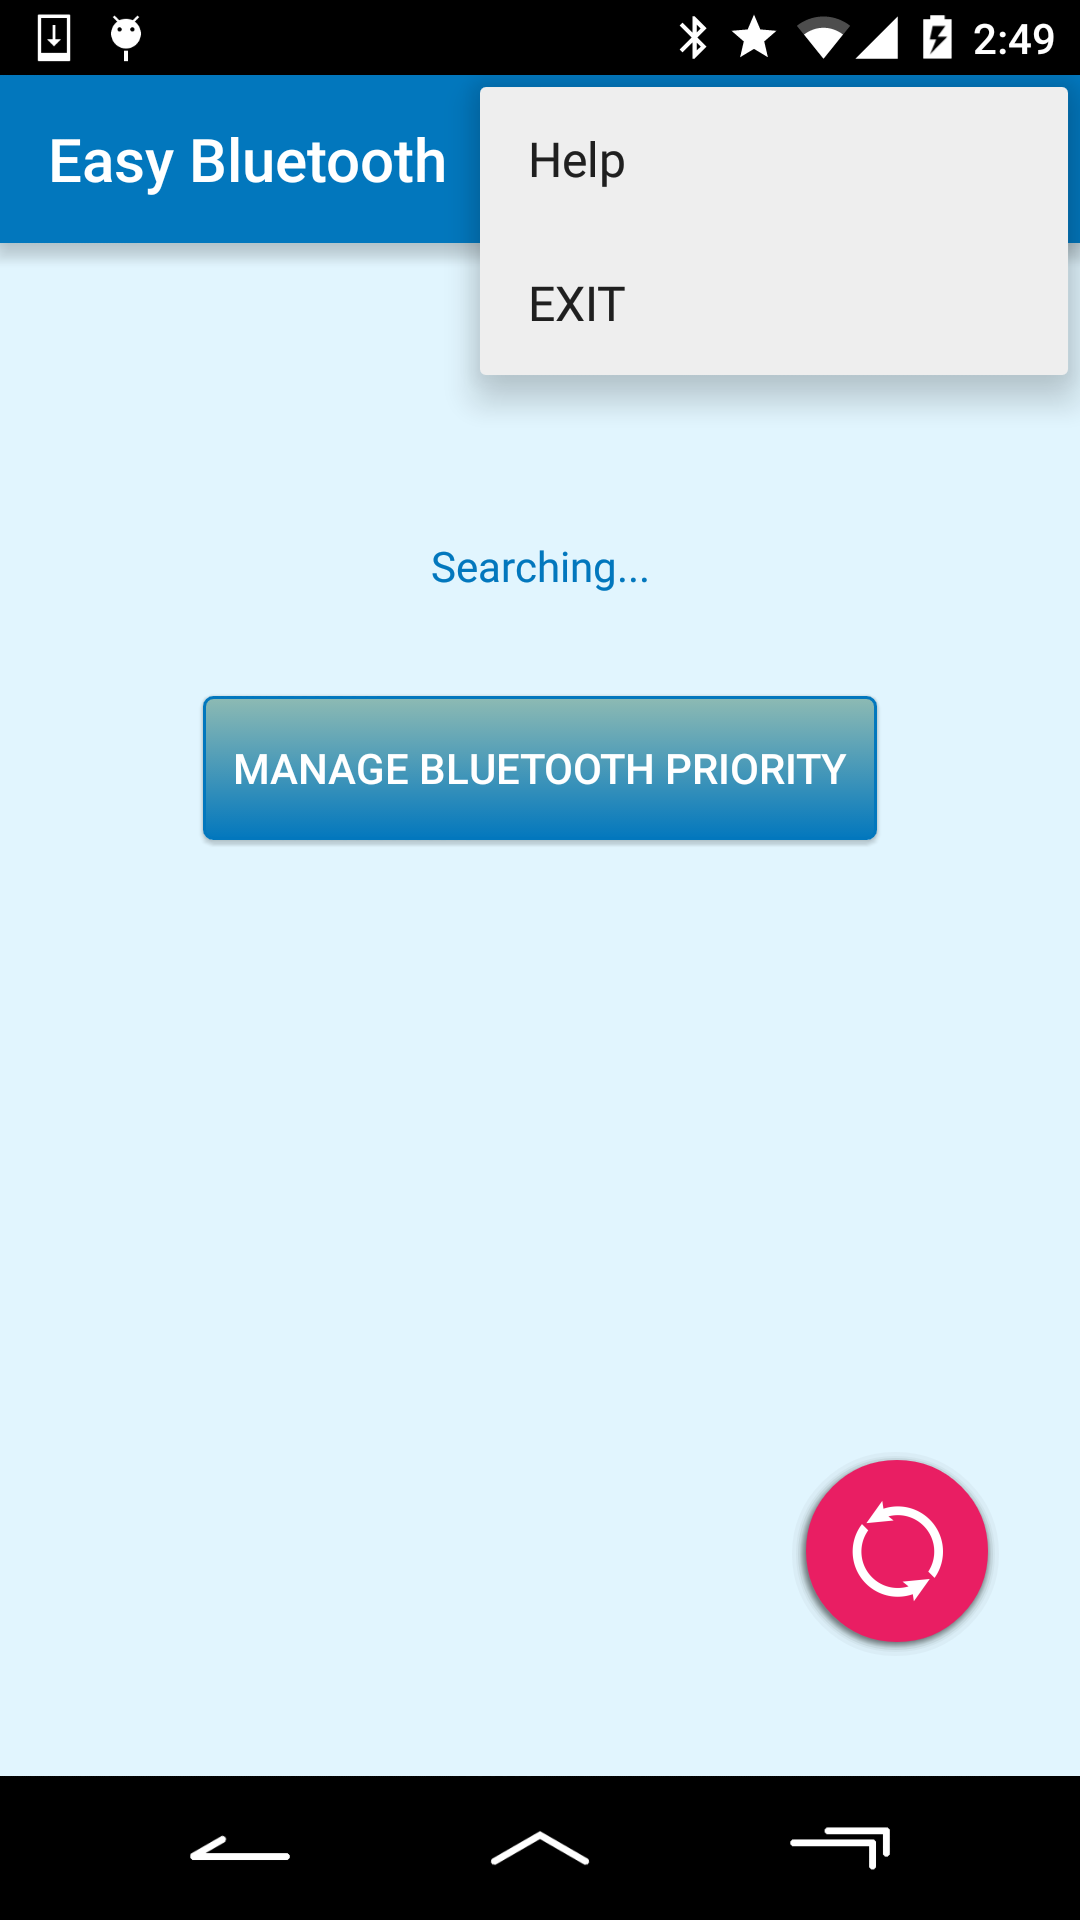 2:49
Easy Bluetooth
Help
EXIT
Searching...
MANAGE BLUETOOTH PRIORITY